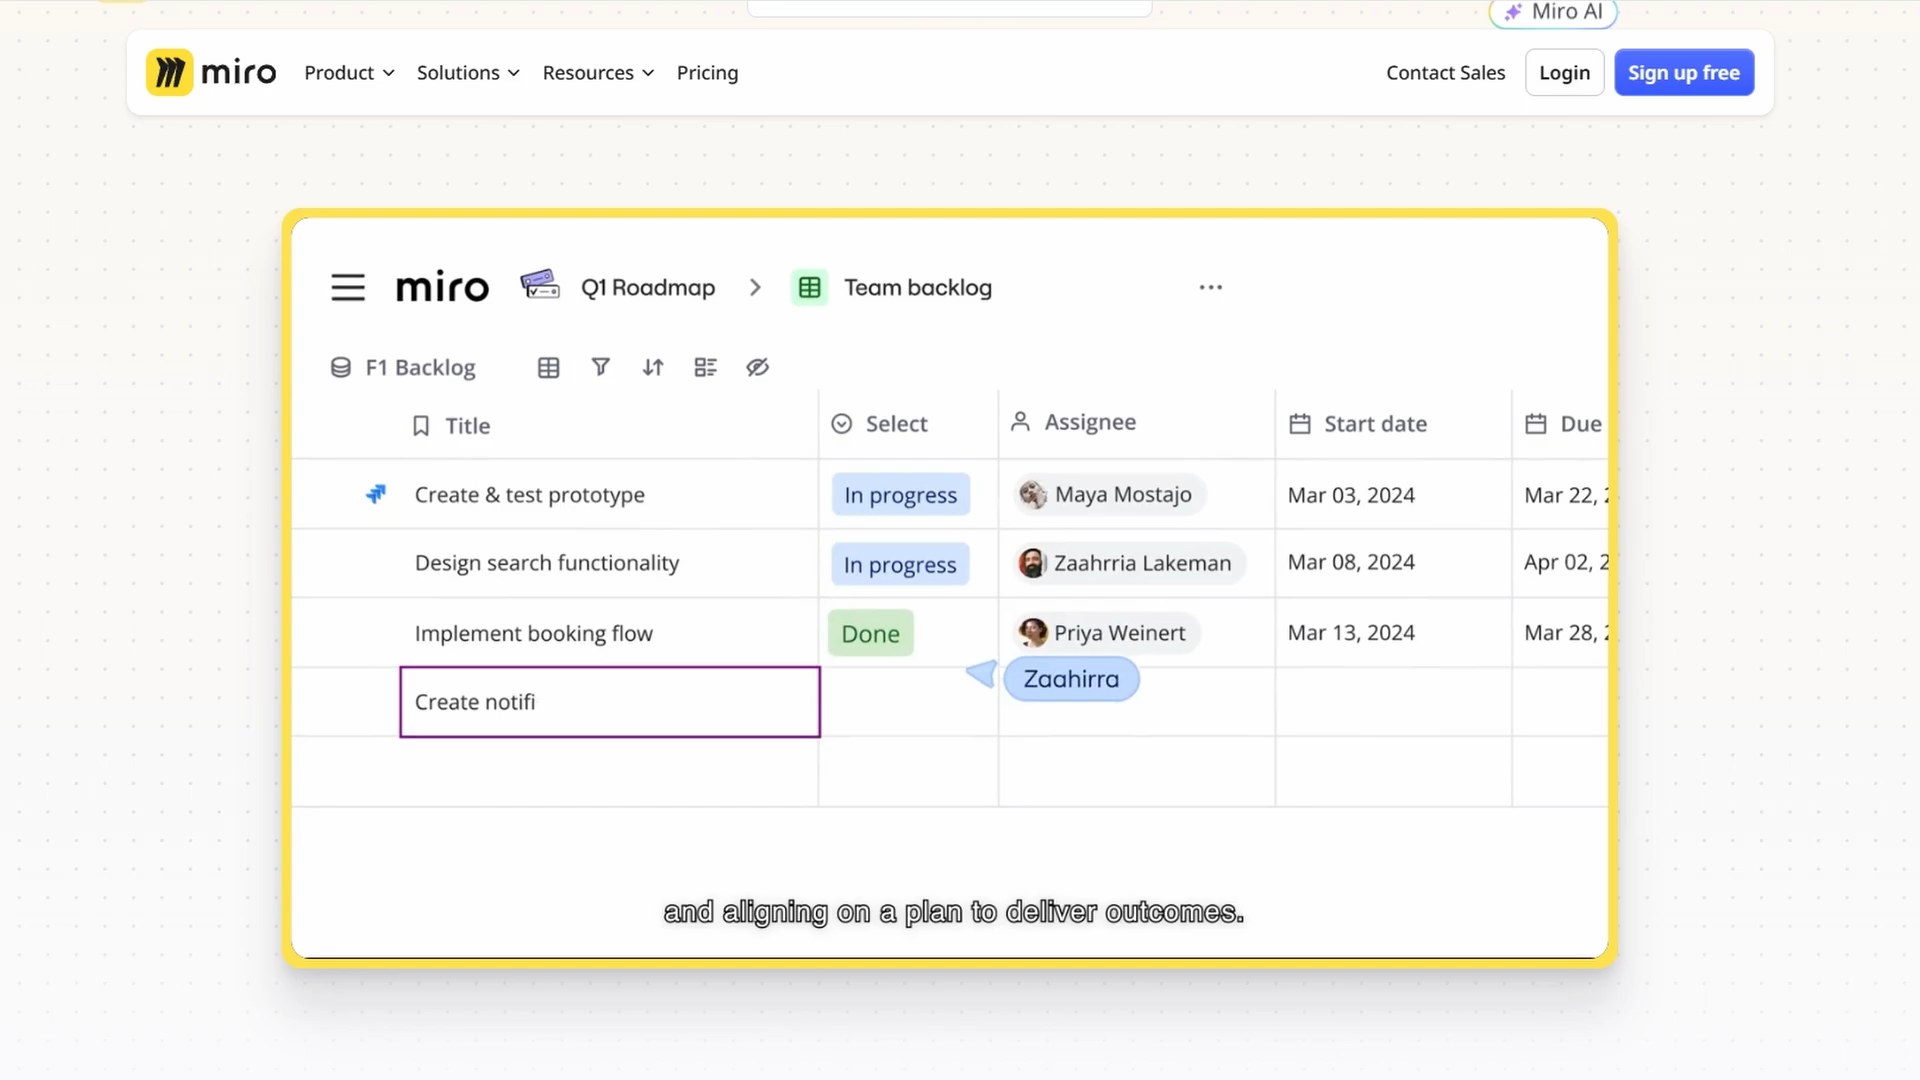 Miro AI
miro Product Solutions Resources Pricing Contact Sales Login Sign up free
miro Q1 Roadmap Team backlog
F1 Backlog
Title Select Assignee Start date Due
Create & test prototype In progress Maya Mostajo Mar 03, 2024 Mar 22,
Design search functionality In progress Zaahrria Lakeman Mar 08, 2024 Apr 02,
Implement booking flow Done Priya Weinert Mar 13, 2024 Mar 28,
Zaahirra
Create notifi
and aligning on a plan to deliver outcomes.